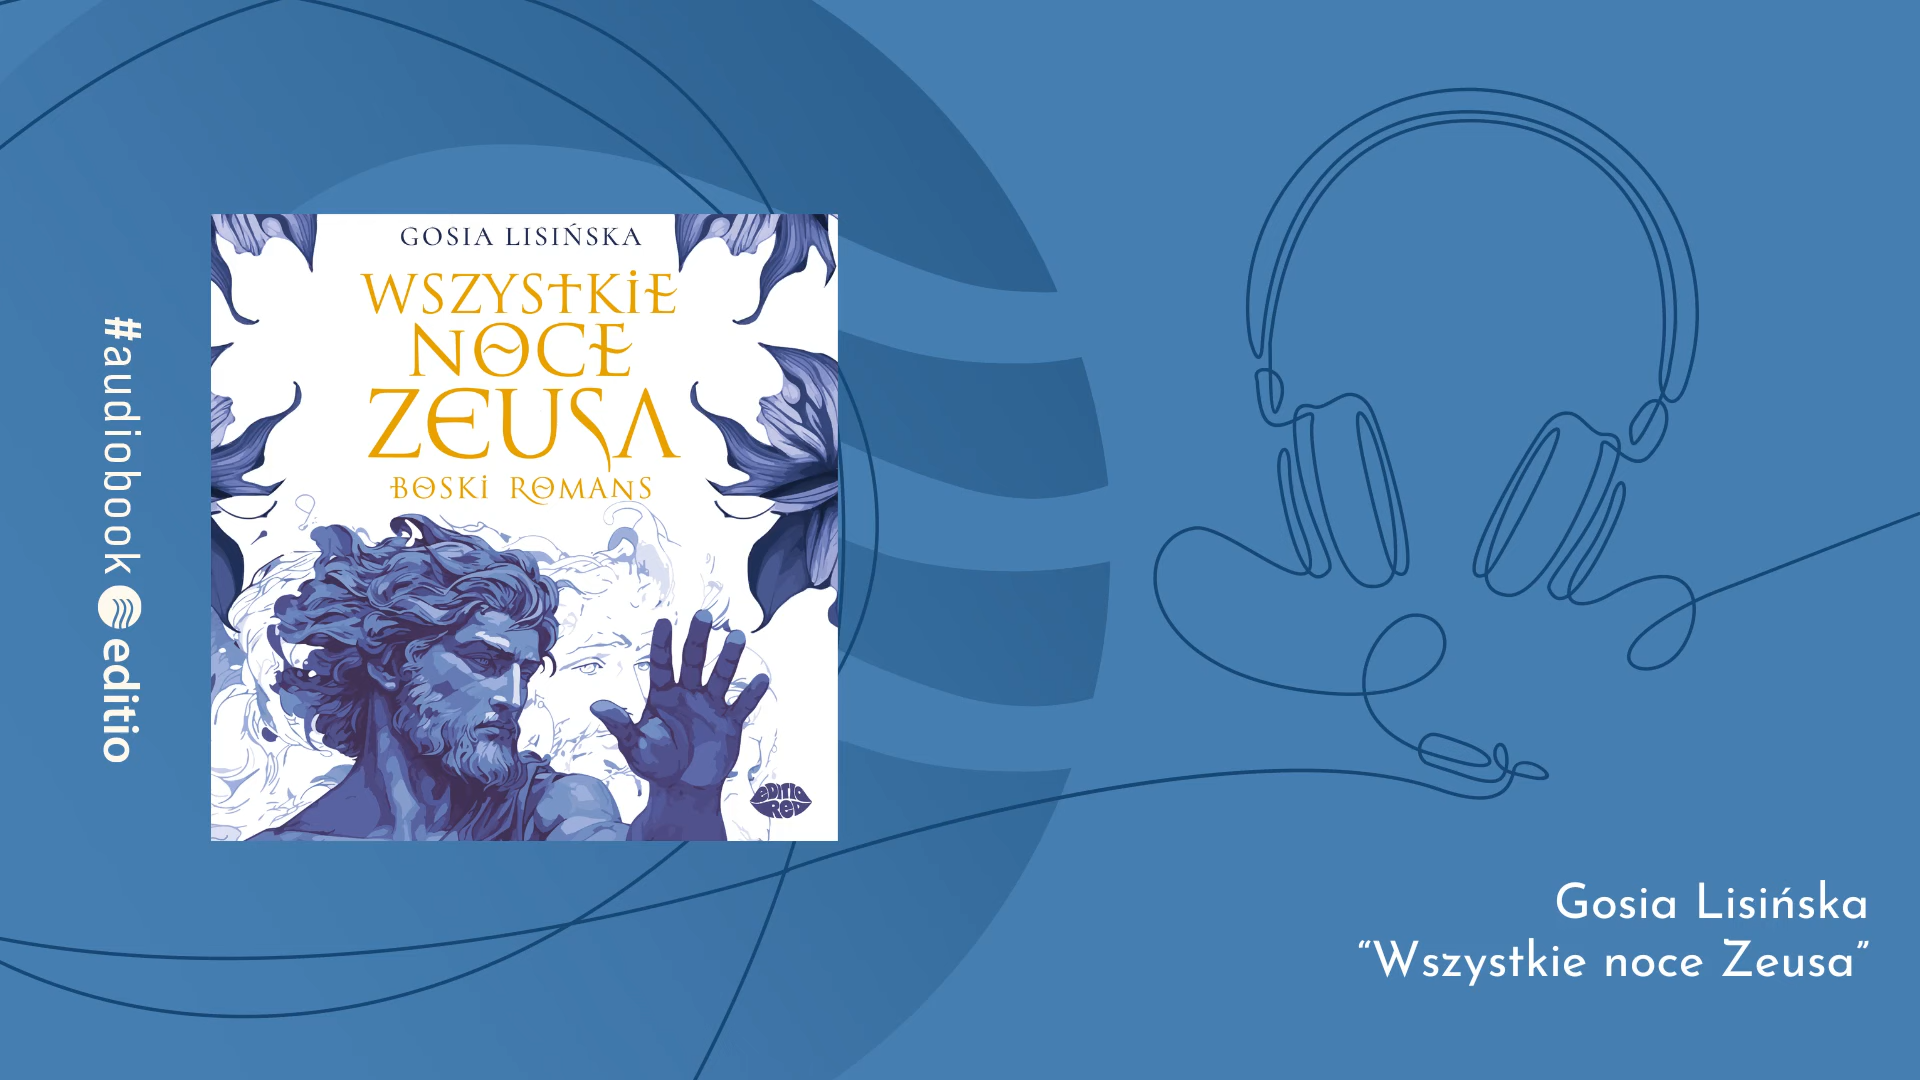 #audiobook editio
GOSIA LISIŃSKA
WSZYSTKIE
NOCE
ZEUSA
BOSKI ROMANS
editio
red
Gosia Lisińska
“Wszystkie noce Zeusa”